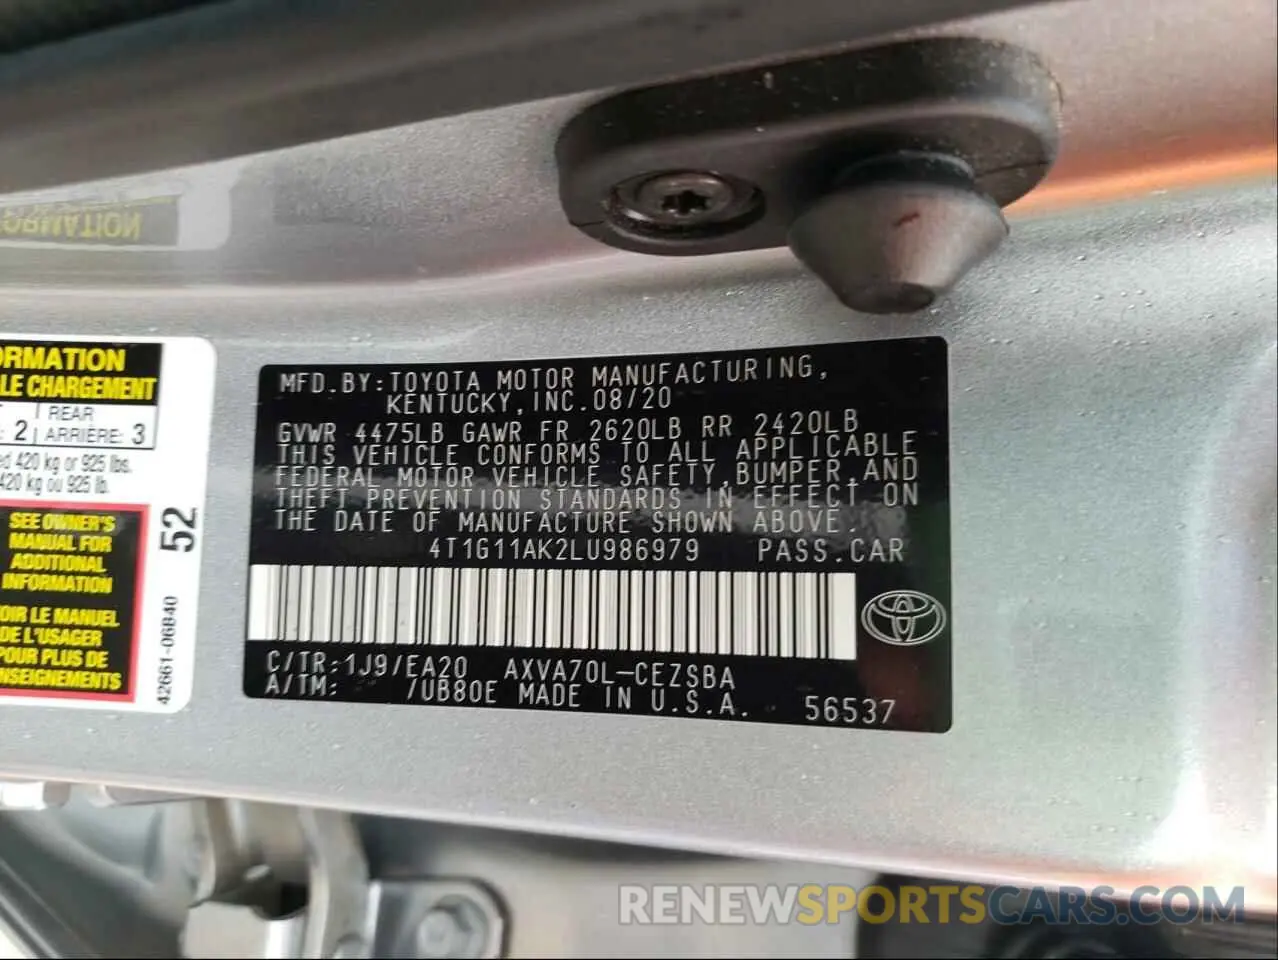 ORMATION
ORMATION
LE CHARGEMENT
REAR
2 ARRIÈRE: 3
ed 420 kg or 925 lbs.
420 kg ou 925 lb.
SEE OWNER'S
MANUAL FOR
ADDITIONAL
INFORMATION
OIR LE MANUEL
DE L'USAGER
POUR PLUS DE
NSEIGNEMENTS
52
42661-06B40
MFD.BY:TOYOTA MOTOR MANUFACTURING,
KENTUCKY,INC.08/20
GVWR 4475LB GAWR FR 2620LB RR 2420LB
THIS VEHICLE CONFORMS TO ALL APPLICABLE
FEDERAL MOTOR VEHICLE SAFETY,BUMPER,AND
THEFT PREVENTION STANDARDS IN EFFECT ON
THE DATE OF MANUFACTURE SHOWN ABOVE.
4T1G11AK2LU986979 PASS.CAR
C/TR:1J9/EA20 AXVA70L-CEZSBA
A/TM: /UB80E MADE IN U.S.A. 56537
RENEWSPORTSCARS.COM